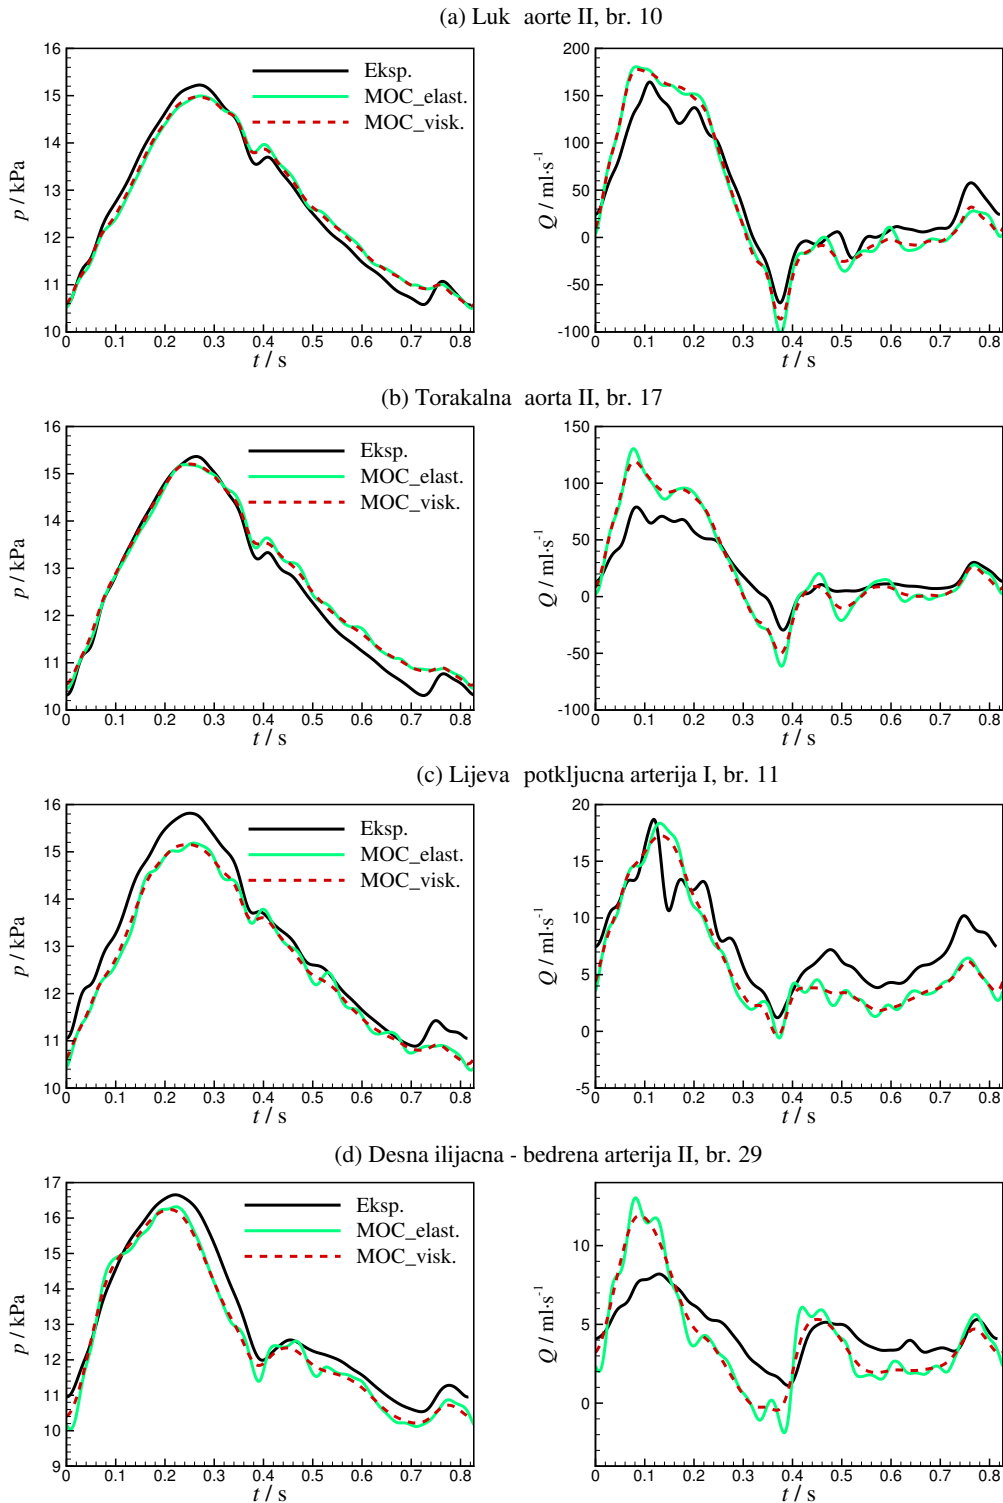 (a) Luk aorte II, br. 10
16
15
14
13
12
11
10
p / kPa
Eksp.
MOC_elast.
MOC_visk.
0 0.1 0.2 0.3 0.4 0.5 0.6 0.7 0.8
t / s
200
150
100
50
0
-50
-100
Q / ml·s⁻¹
0 0.1 0.2 0.3 0.4 0.5 0.6 0.7 0.8
t / s
(b) Torakalna aorta II, br. 17
16
15
14
13
12
11
10
p / kPa
Eksp.
MOC_elast.
MOC_visk.
0 0.1 0.2 0.3 0.4 0.5 0.6 0.7 0.8
t / s
150
100
50
0
-50
-100
Q / ml·s⁻¹
0 0.1 0.2 0.3 0.4 0.5 0.6 0.7 0.8
t / s
(c) Lijeva potkljucna arterija I, br. 11
16
15
14
13
12
11
10
p / kPa
Eksp.
MOC_elast.
MOC_visk.
0 0.1 0.2 0.3 0.4 0.5 0.6 0.7 0.8
t / s
20
15
10
5
0
-5
Q / ml·s⁻¹
0 0.1 0.2 0.3 0.4 0.5 0.6 0.7 0.8
t / s
(d) Desna ilijacna - bedrena arterija II, br. 29
17
16
15
14
13
12
11
10
9
p / kPa
Eksp.
MOC_elast.
MOC_visk.
0 0.1 0.2 0.3 0.4 0.5 0.6 0.7 0.8
t / s
10
5
0
Q / ml·s⁻¹
0 0.1 0.2 0.3 0.4 0.5 0.6 0.7 0.8
t / s